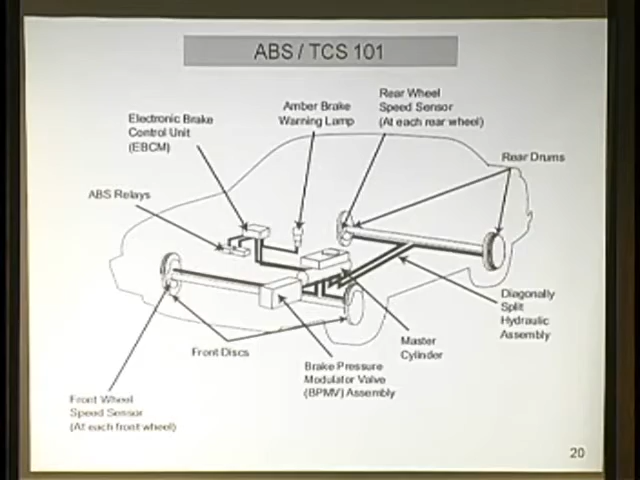 ABS / TCS 101
Rear Wheel
Speed Sensor
(At each rear wheel)
Amber Brake
Warning Lamp
Electronic Brake
Control Unit
(EBCM)
Rear Drums
ABS Relays
Diagonally
Split
Hydraulic
Assembly
Master
Cylinder
Front Discs
Brake Pressure
Modulator Valve
(BPMV) Assembly
Front Wheel
Speed Sensor
(At each front wheel)
20